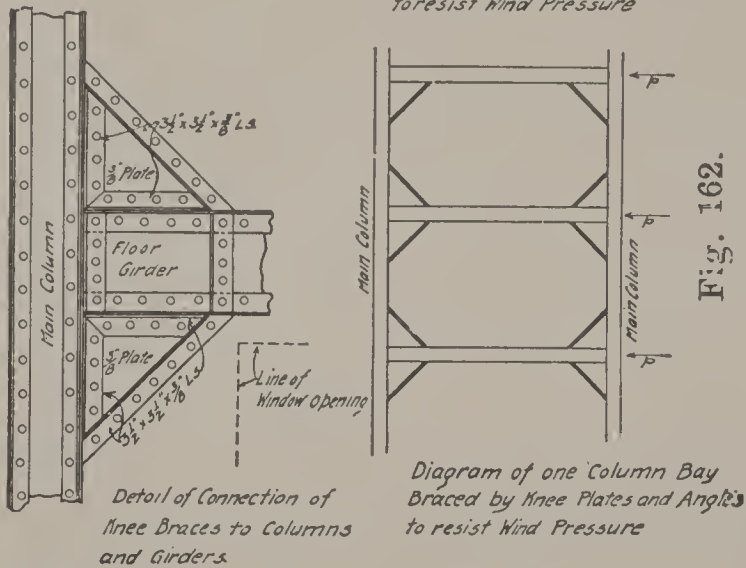 to resist Wind Pressure
3½" x 3½" x ⅜" Ls.
⅜" Plate
Main Column
Floor
Girder
⅜" Plate
3½" x 3½" x ⅜" Ls.
Line of
Window Opening
Detail of Connection of
Knee Braces to Columns
and Girders.
P
P
P
Main Column
Main Column
Diagram of one Column Bay
Braced by Knee Plates and Angles
to resist Wind Pressure
Fig. 162.